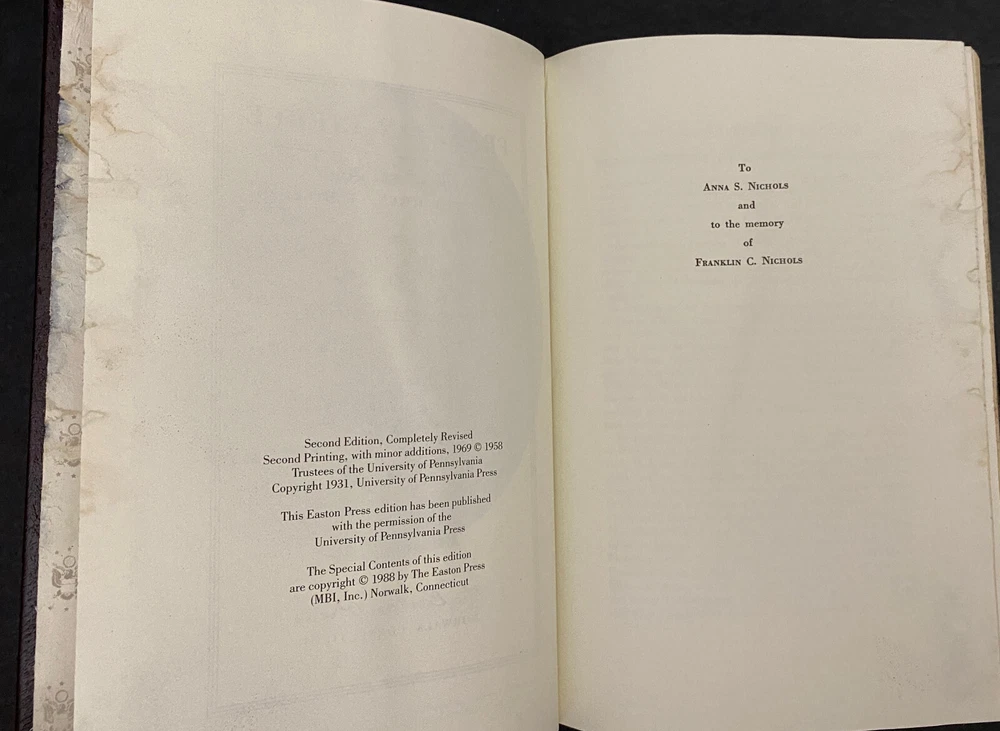 Second Edition, Completely Revised
Second Printing, with minor additions, 1969 © 1958
Trustees of the University of Pennsylvania
Copyright 1931, University of Pennsylvania Press
This Easton Press edition has been published
with the permission of the
University of Pennsylvania Press
The Special Contents of this edition
are copyright © 1988 by The Easton Press
(MBI, Inc.) Norwalk, Connecticut
To
Anna S. Nichols
and
to the memory
of
Franklin C. Nichols